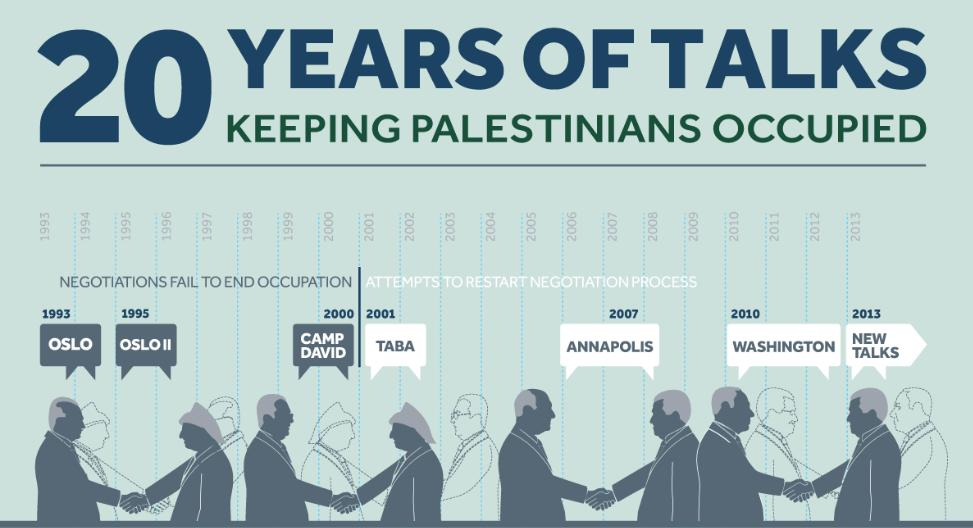 20 YEARS OF TALKS
KEEPING PALESTINIANS OCCUPIED
1993 1994 1995 1996 1997 1998 1999 2000 2001 2002 2003 2004 2005 2006 2007 2008 2009 2010 2011 2012 2013
NEGOTIATIONS FAIL TO END OCCUPATION
ATTEMPTS TO RESTART NEGOTIATION PROCESS
1993
OSLO
1995
OSLO II
2000
CAMP
DAVID
2001
TABA
2007
ANNAPOLIS
2010
WASHINGTON
2013
NEW
TALKS